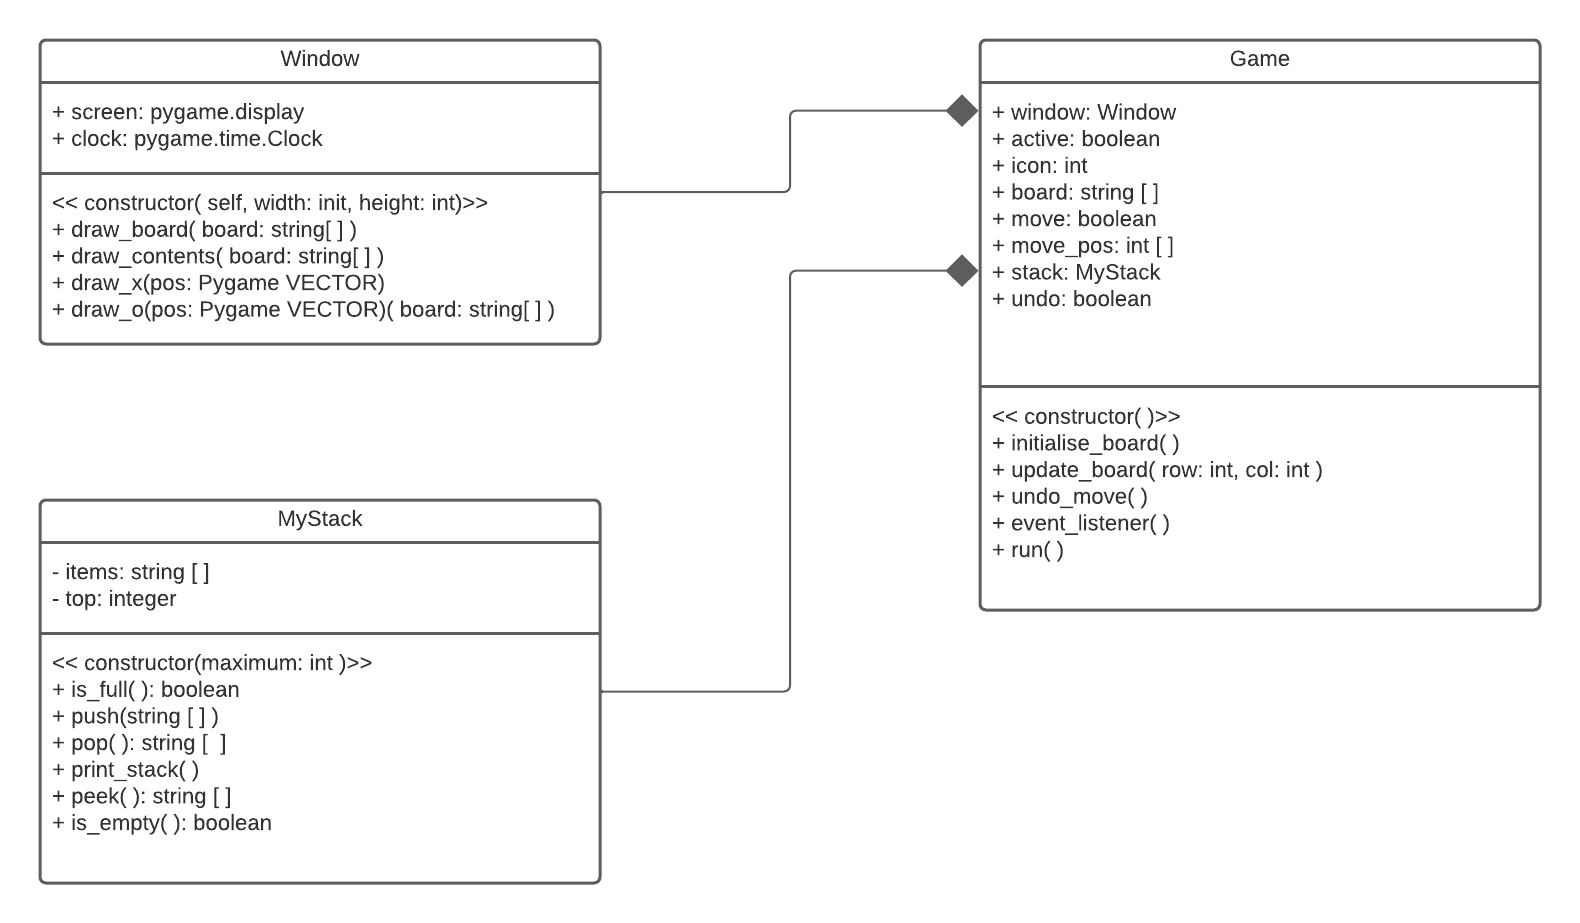 Window
+ screen: pygame.display
+ clock: pygame.time.Clock
<< constructor( self, width: init, height: int)>>
+ draw_board( board: string[ ] )
+ draw_contents( board: string[ ] )
+ draw_x(pos: Pygame VECTOR)
+ draw_o(pos: Pygame VECTOR)( board: string[ ] )
MyStack
- items: string [ ]
- top: integer
<< constructor(maximum: int )>>
+ is_full( ): boolean
+ push(string [ ] )
+ pop( ): string [  ]
+ print_stack( )
+ peek( ): string [ ]
+ is_empty( ): boolean
Game
+ window: Window
+ active: boolean
+ icon: int
+ board: string [ ]
+ move: boolean
+ move_pos: int [ ]
+ stack: MyStack
+ undo: boolean
<< constructor( )>>
+ initialise_board( )
+ update_board( row: int, col: int )
+ undo_move( )
+ event_listener( )
+ run( )